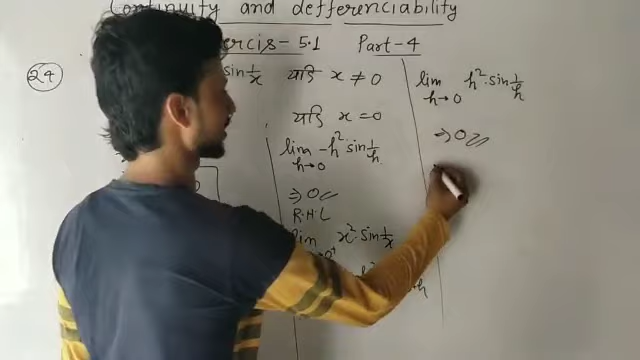 Continuity and defferenciability
ercis-5.1 Part-4
24
sin 1/x यदि x ≠ 0
यदि x = 0
lim h→0 -h² sin 1/h
⇒ 0
R.H.L
lim x² · sin 1/x
lim h→0 h² · sin 1/h
⇒ 0